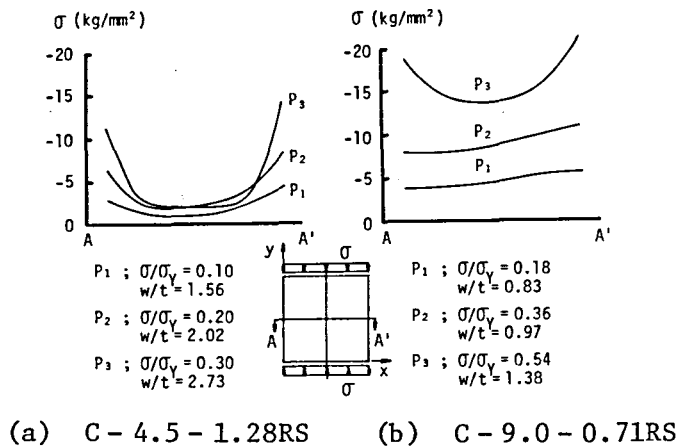 σ (kg/mm²)
-20
-15
-10
-5
0
A
A'
P₃
P₂
P₁
σ (kg/mm²)
-20
-15
-10
-5
0
A
A'
P₃
P₂
P₁
P₁ ; σ/σY = 0.10
w/t = 1.56
P₂ ; σ/σY = 0.20
w/t = 2.02
P₃ ; σ/σY = 0.30
w/t = 2.73
y
σ
A
A'
x
σ
P₁ ; σ/σY = 0.18
w/t = 0.83
P₂ ; σ/σY = 0.36
w/t = 0.97
P₃ ; σ/σY = 0.54
w/t = 1.38
(a) C - 4.5 - 1.28RS
(b) C - 9.0 - 0.71RS